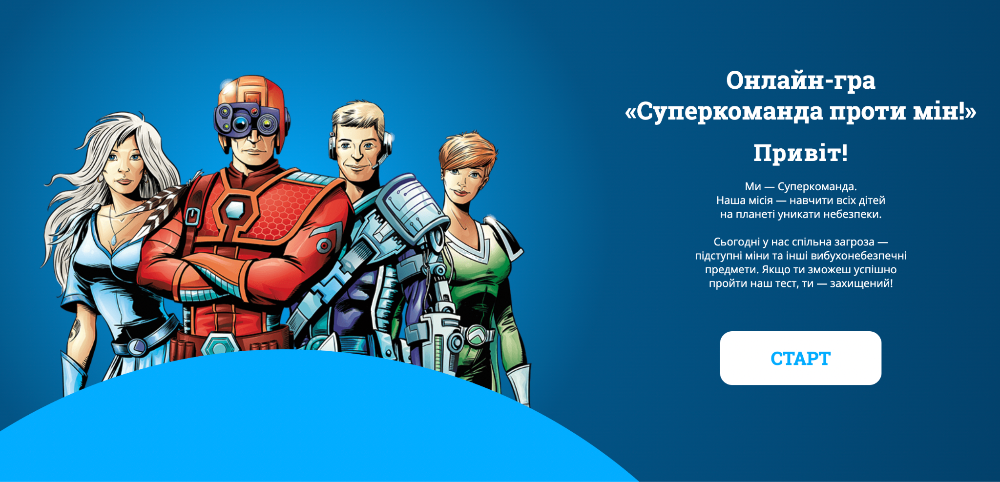 Онлайн-гра
«Суперкоманда проти мін!»
Привіт!
Ми — Суперкоманда.
Наша місія — навчити всіх дітей
на планеті уникати небезпеки.
Сьогодні у нас спільна загроза —
підступні міни та інші вибухонебезпечні
предмети. Якщо ти зможеш успішно
пройти наш тест, ти — захищений!
СТАРТ